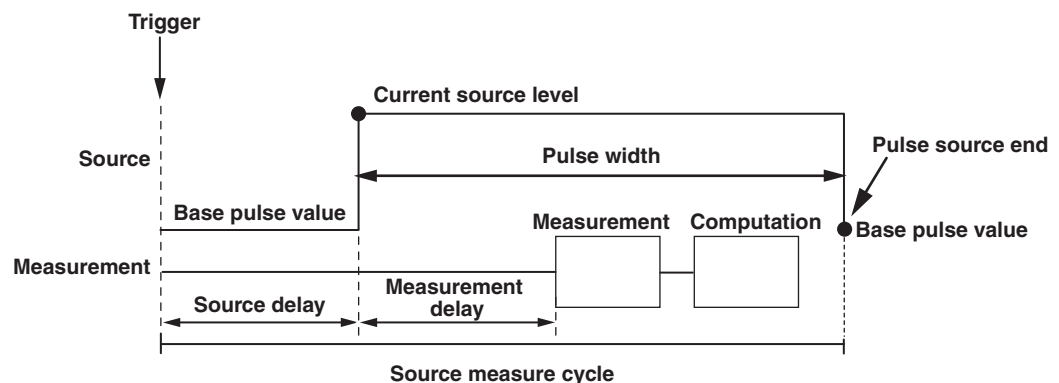 Trigger
Current source level
Source
Pulse width
Pulse source end
Base pulse value
Measurement
Computation
Base pulse value
Measurement
Source delay
Measurement
delay
Source measure cycle